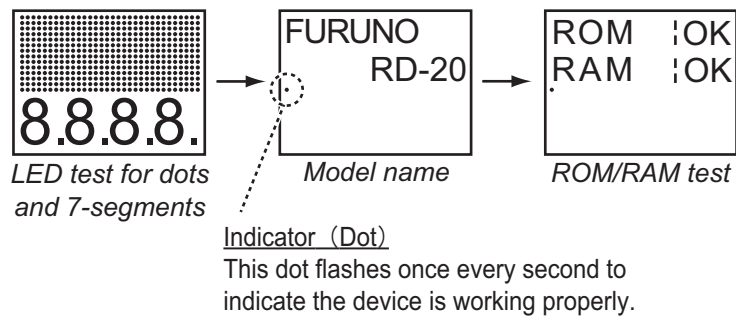 8.8.8.8.
LED test for dots
and 7-segments
FURUNO
RD-20
Model name
ROM ¦OK
RAM ¦OK
ROM/RAM test
Indicator（Dot）
This dot flashes once every second to
indicate the device is working properly.